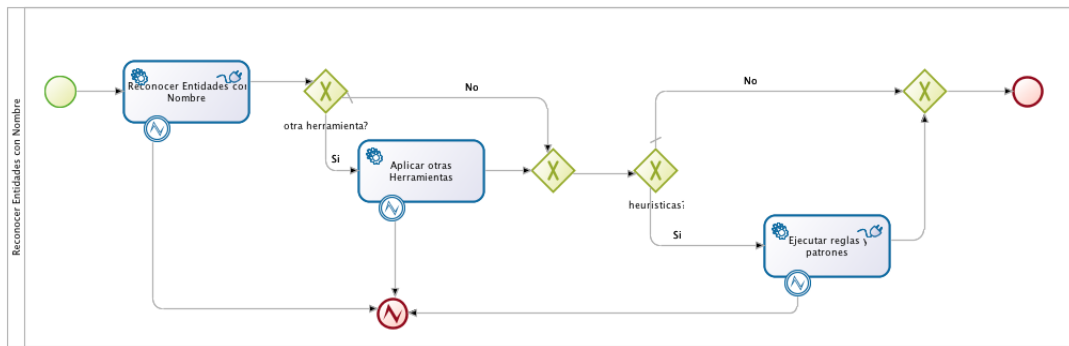 Reconocer Entidades con Nombre
Reconocer Entidades con
Nombre
otra herramienta?
No
Si
Aplicar otras
Herramientas
heuristicas?
No
Si
Ejecutar reglas y
patrones